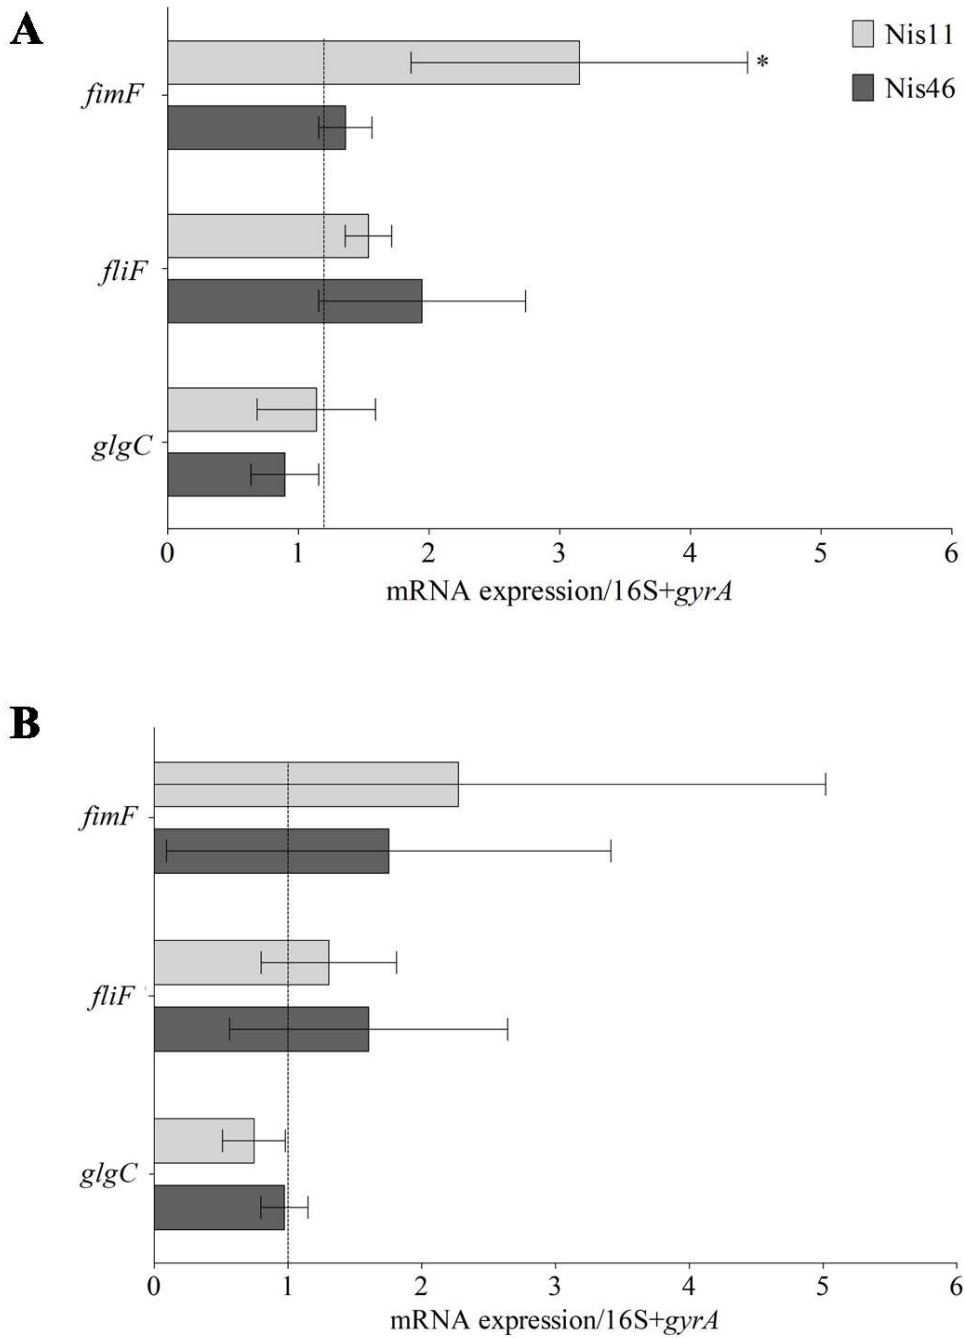 A
Nis11
Nis46
*
fimF
fliF
glgC
0 1 2 3 4 5 6
mRNA expression/16S+gyrA
B
fimF
fliF
glgC
0 1 2 3 4 5 6
mRNA expression/16S+gyrA